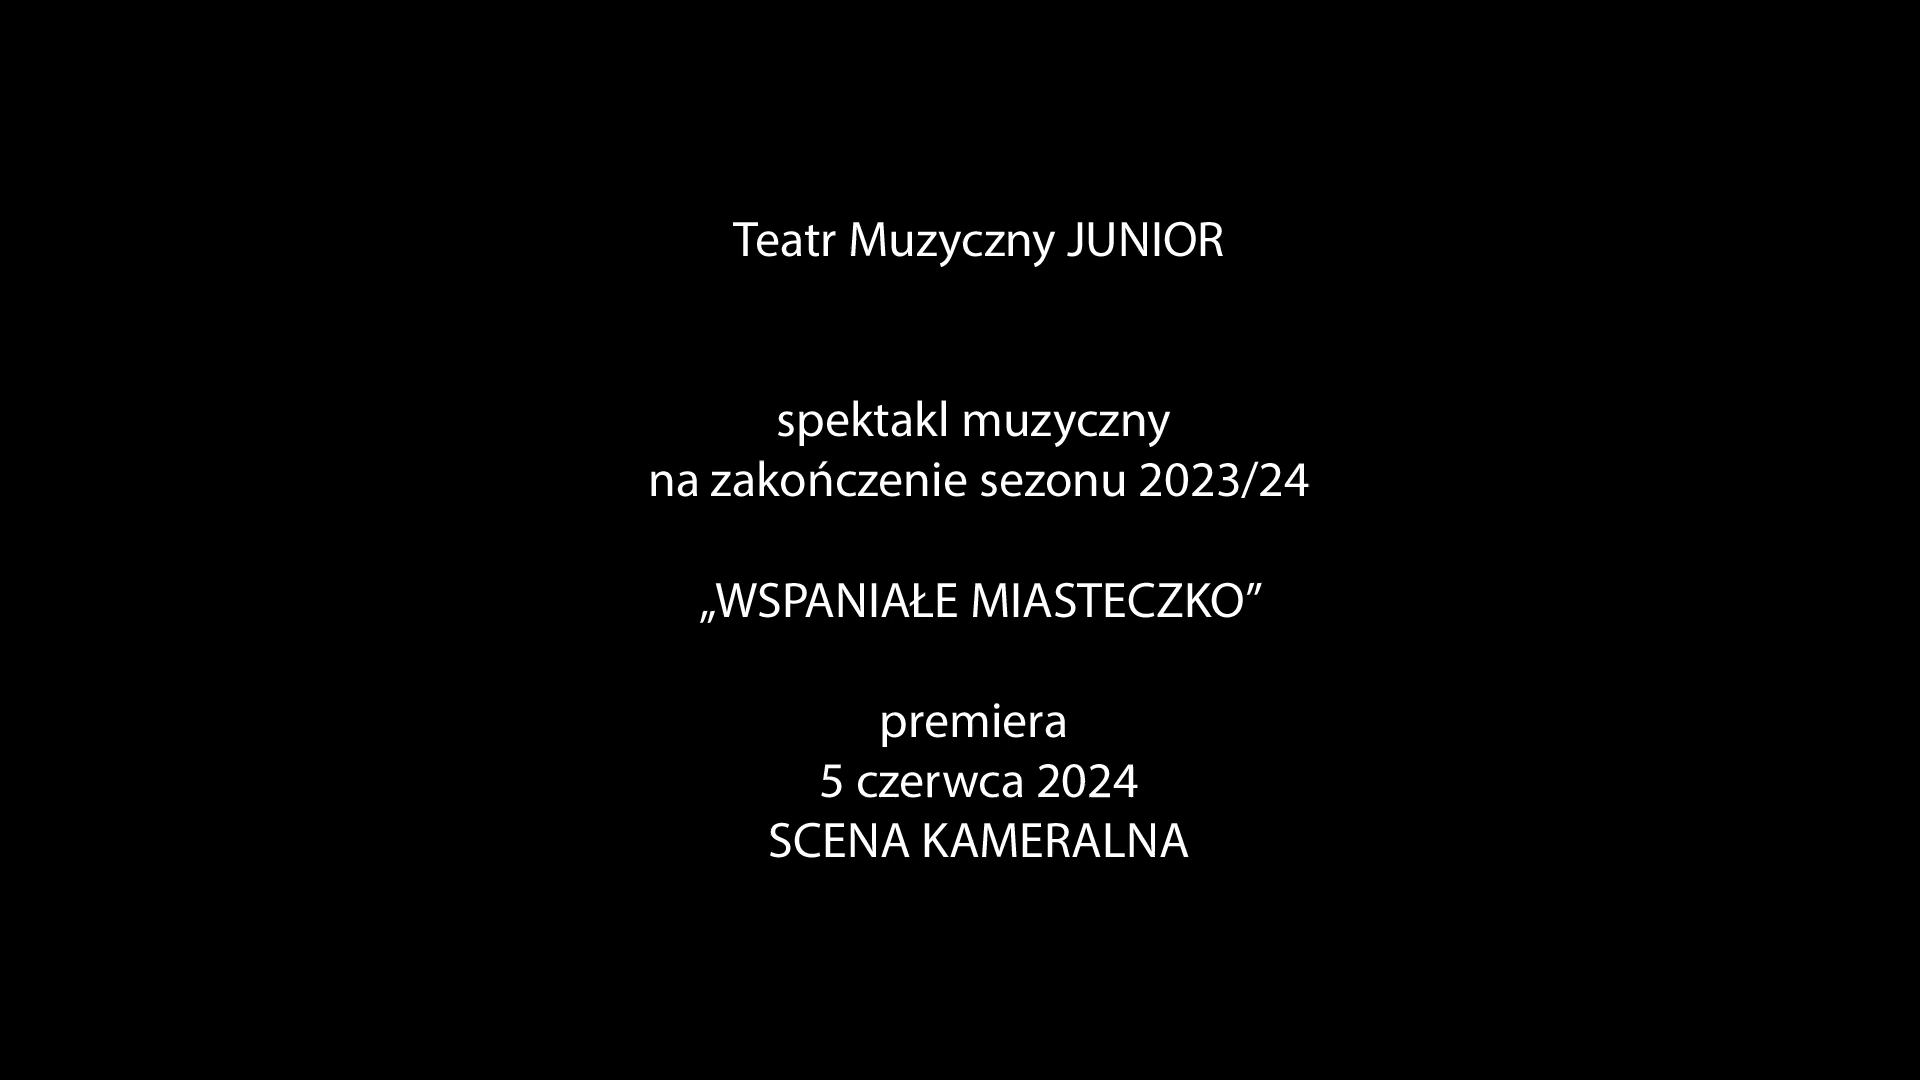 Teatr Muzyczny JUNIOR
spektakl muzyczny
na zakończenie sezonu 2023/24
„WSPANIAŁE MIASTECZKO”
premiera
5 czerwca 2024
SCENA KAMERALNA